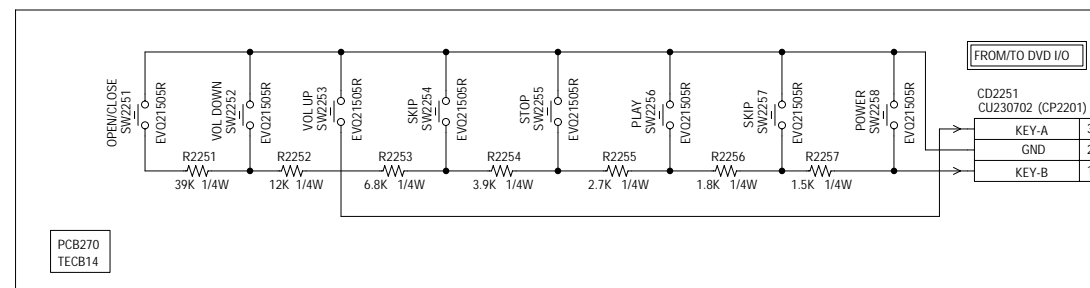 FROM/TO DVD I/O
OPEN/CLOSE
SW2251
EVQ21505R
VOL DOWN
SW2252
EVQ21505R
VOL UP
SW2253
EVQ21505R
SKIP
SW2254
EVQ21505R
STOP
SW2255
EVQ21505R
PLAY
SW2256
EVQ21505R
SKIP
SW2257
EVQ21505R
POWER
SW2258
EVQ21505R
CD2251
CU230702 (CP2201)
KEY-A 3
GND 2
KEY-B 1
R2251
39K 1/4W
R2252
12K 1/4W
R2253
6.8K 1/4W
R2254
3.9K 1/4W
R2255
2.7K 1/4W
R2256
1.8K 1/4W
R2257
1.5K 1/4W
PCB270
TECB14